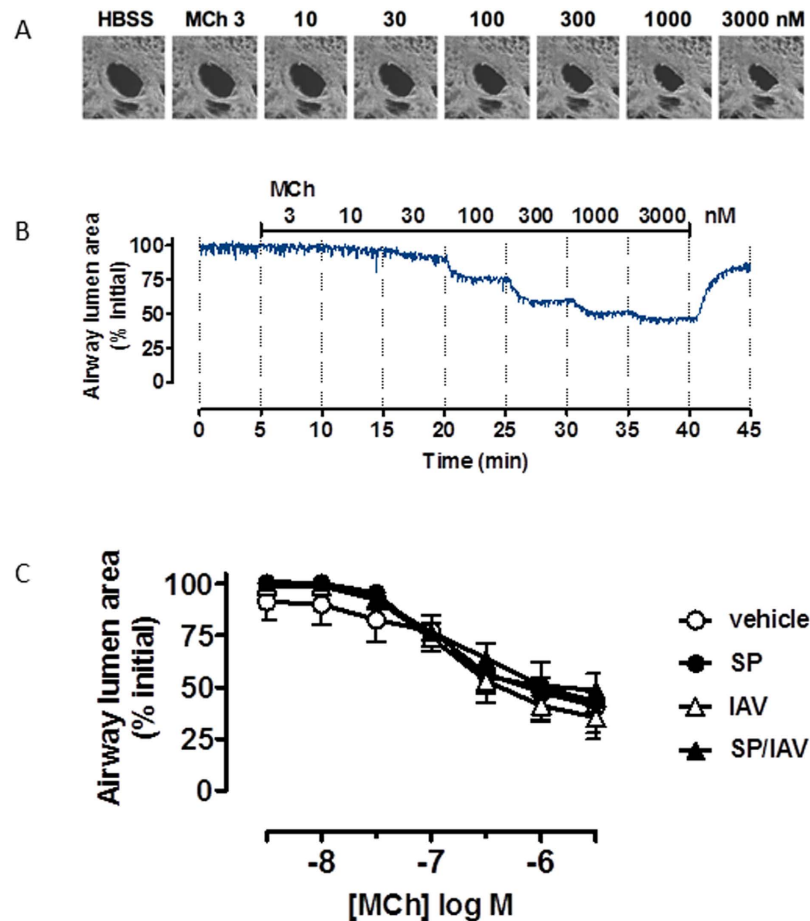 A
HBSS MCh 3 10 30 100 300 1000 3000 nM
B
MCh
3 10 30 100 300 1000 3000 nM
Airway lumen area
(% initial)
100
75
50
25
0
0 5 10 15 20 25 30 35 40 45
Time (min)
C
Airway lumen area
(% initial)
100
75
50
25
0
vehicle
SP
IAV
SP/IAV
-8 -7 -6
[MCh] log M